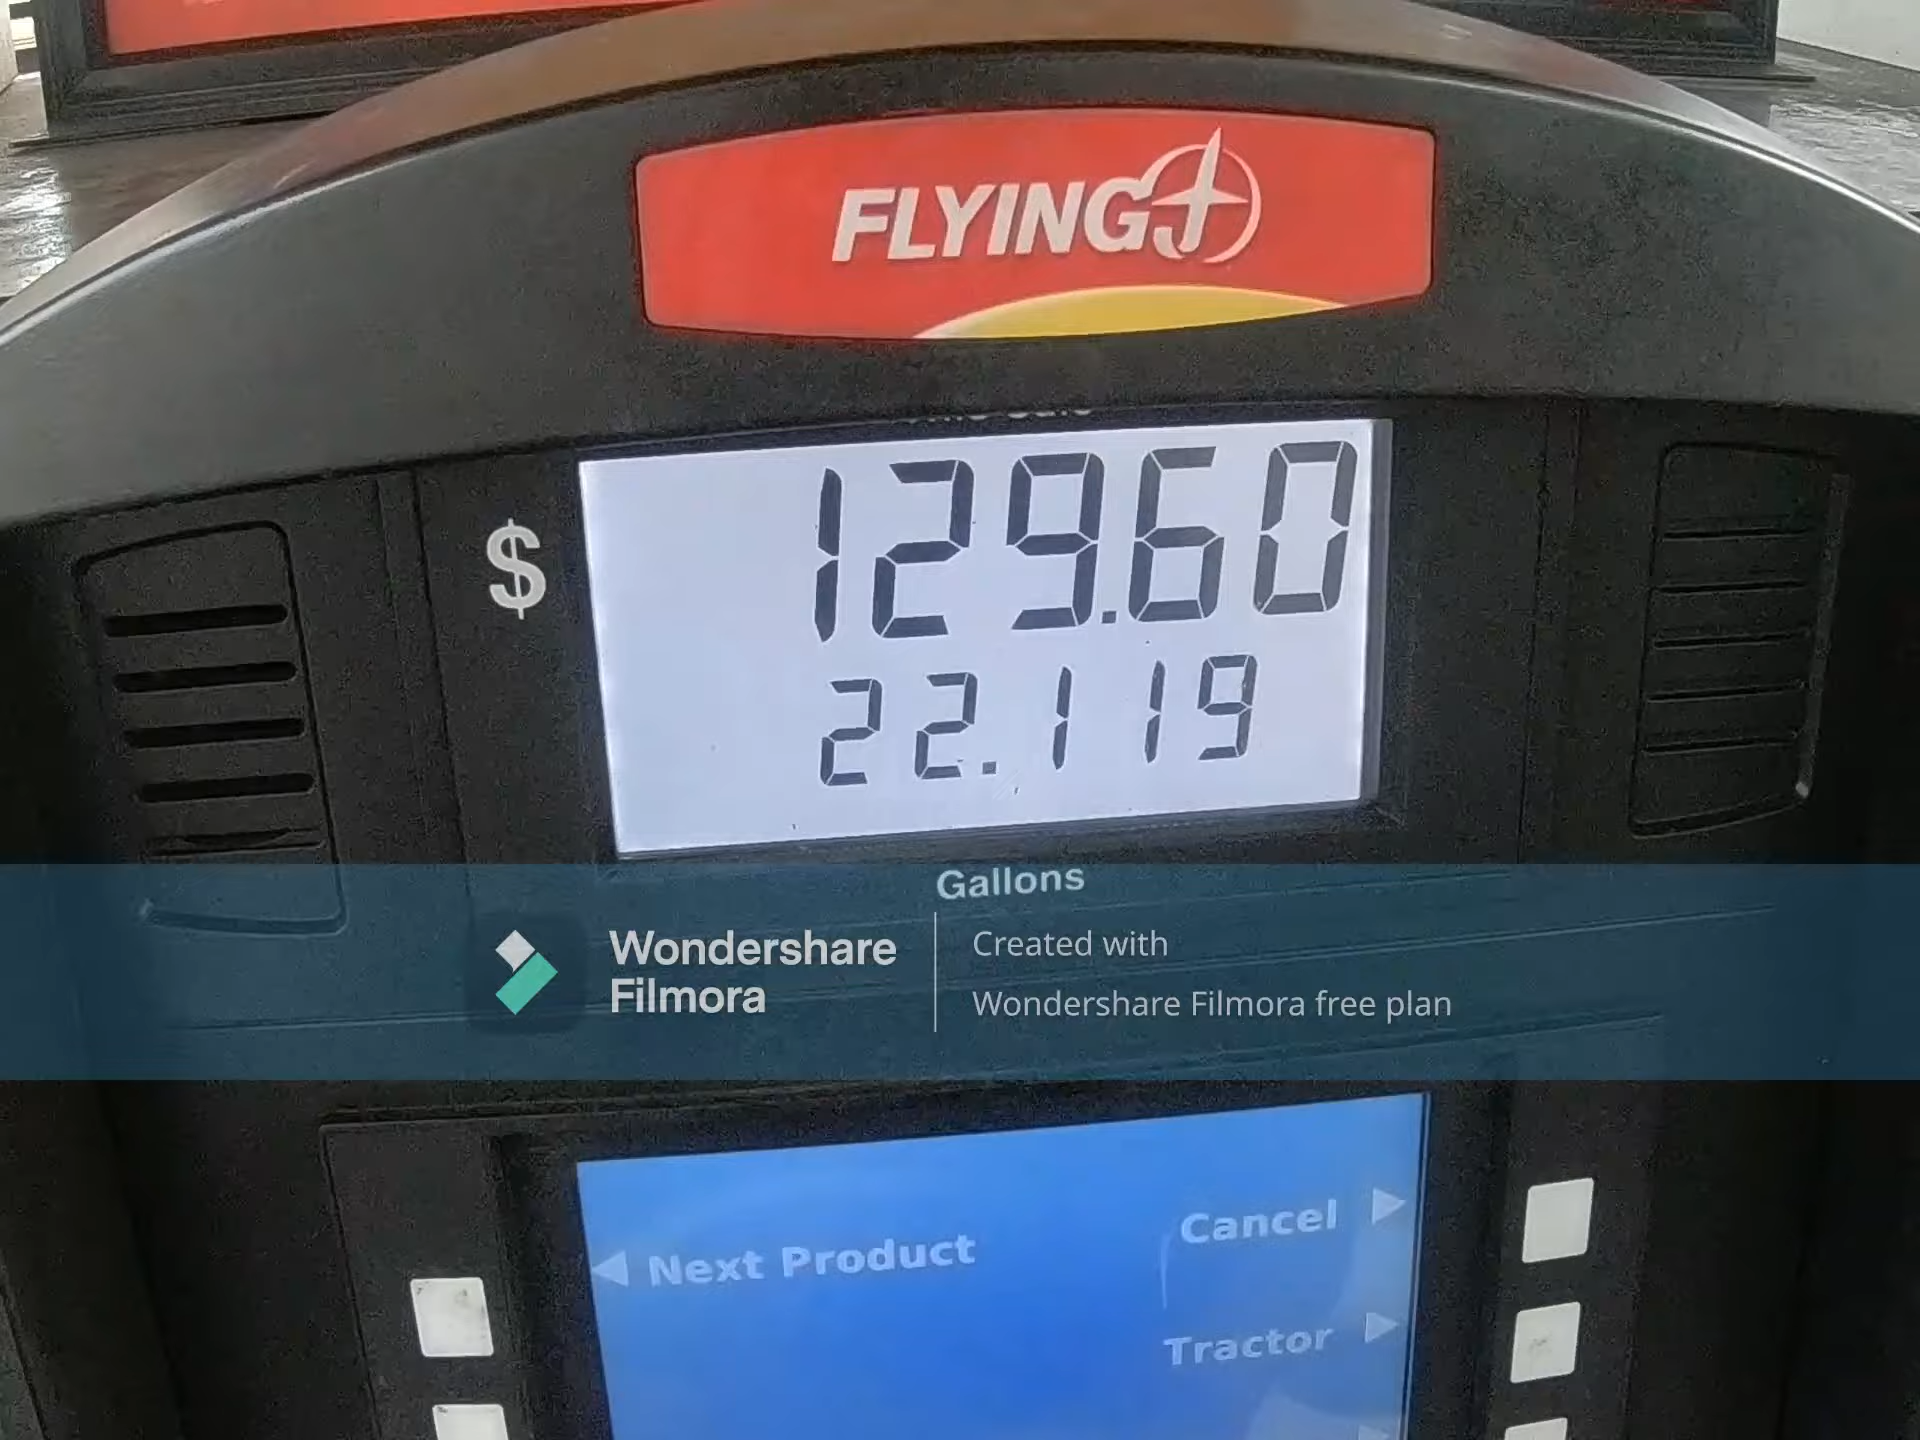 FLYING J
$ 129.60
22.119
Gallons
Wondershare
Filmora
Created with
Wondershare Filmora free plan
Cancel
Next Product
Tractor